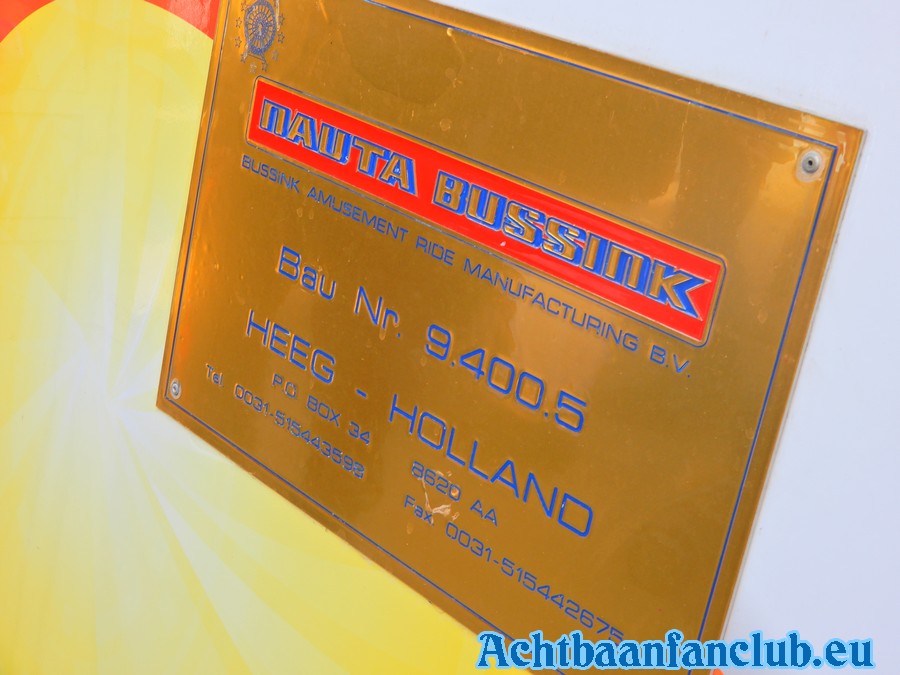 NAUTA BUSSINK
BUSSINK AMUSEMENT RIDE MANUFACTURING B.V.
Bau Nr. 9.400.5
HEEG - HOLLAND
P.O. BOX 34 8620 AA
Tel 0031-515443593 Fax 0031-515442675
Achtbaanfanclub.eu